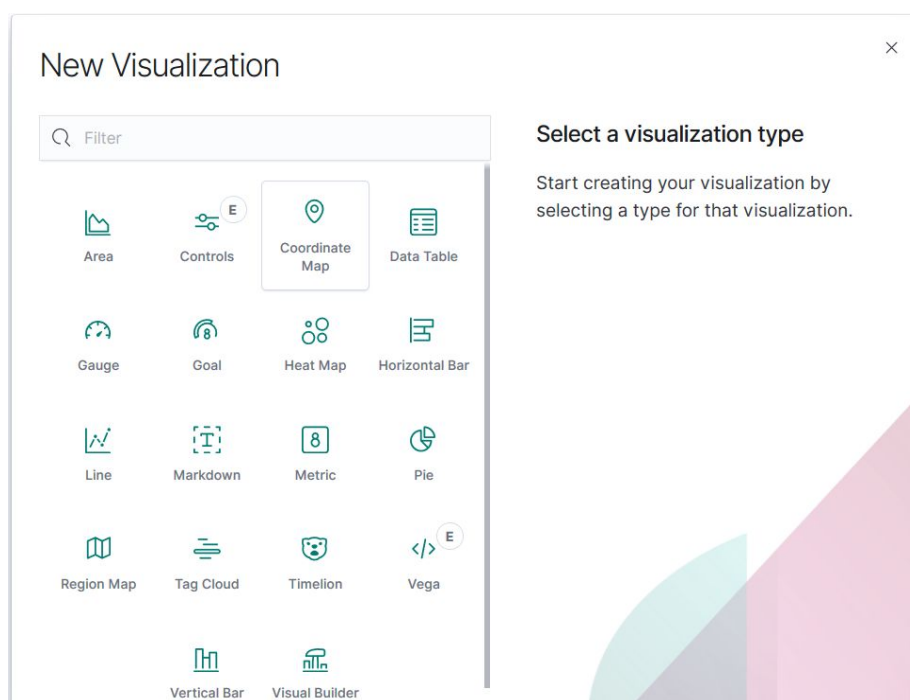 New Visualization
Filter
Select a visualization type
Start creating your visualization by
selecting a type for that visualization.
E
Area
Controls
Coordinate
Map
Data Table
8
Gauge
Goal
Heat Map
Horizontal Bar
T
8
Line
Markdown
Metric
Pie
E
Region Map
Tag Cloud
Timelion
Vega
Vertical Bar
Visual Builder